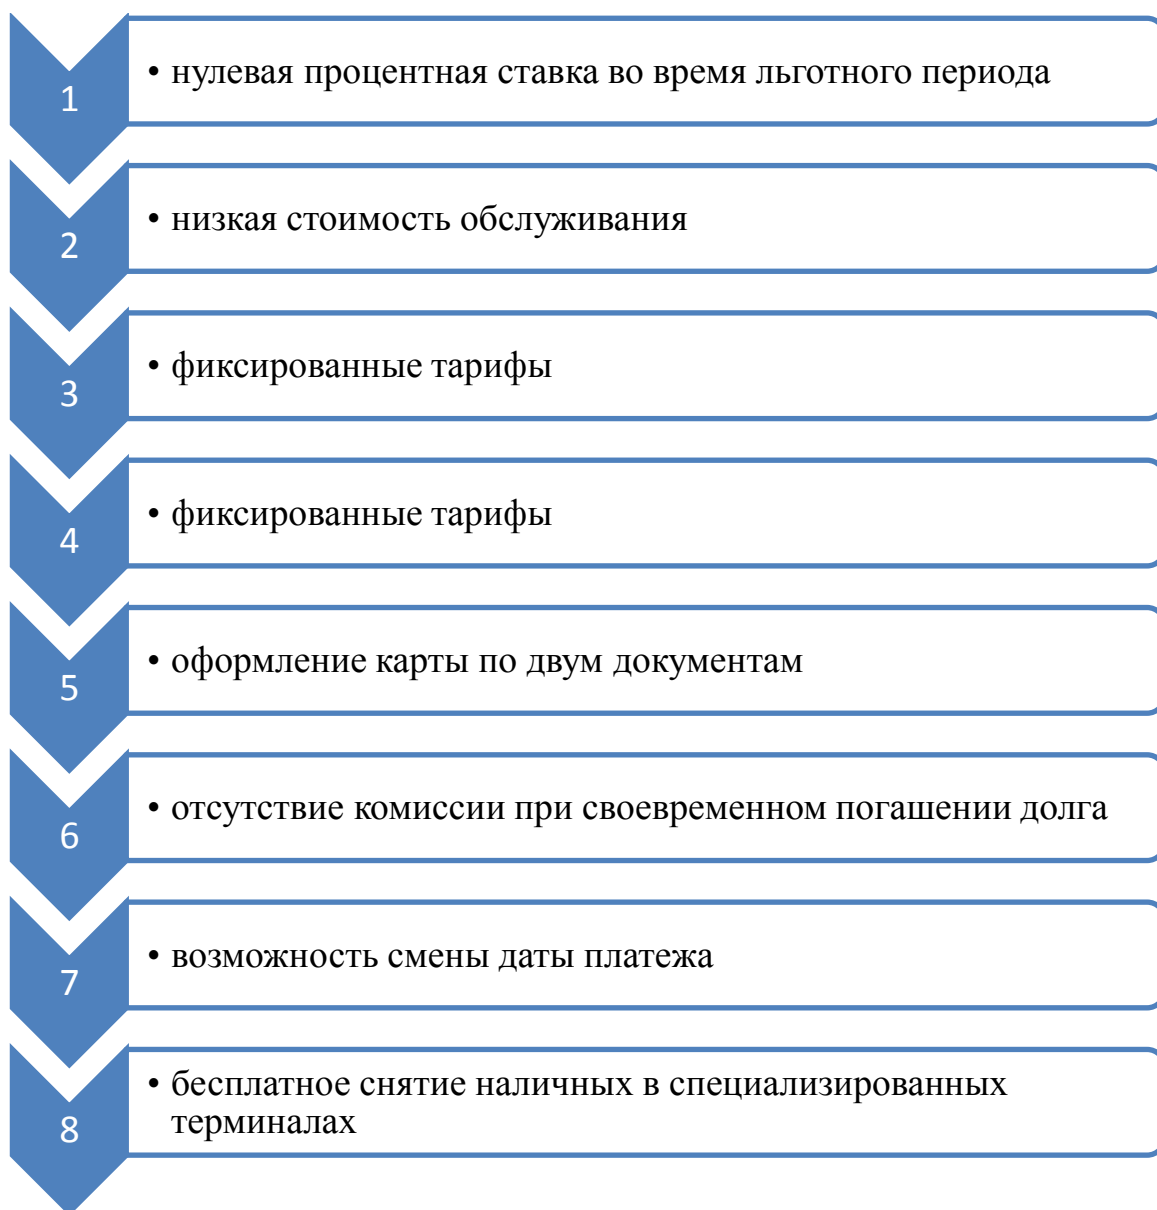 1
• нулевая процентная ставка во время льготного периода
2
• низкая стоимость обслуживания
3
• фиксированные тарифы
4
• фиксированные тарифы
5
• оформление карты по двум документам
6
• отсутствие комиссии при своевременном погашении долга
7
• возможность смены даты платежа
8
• бесплатное снятие наличных в специализированных
терминалах